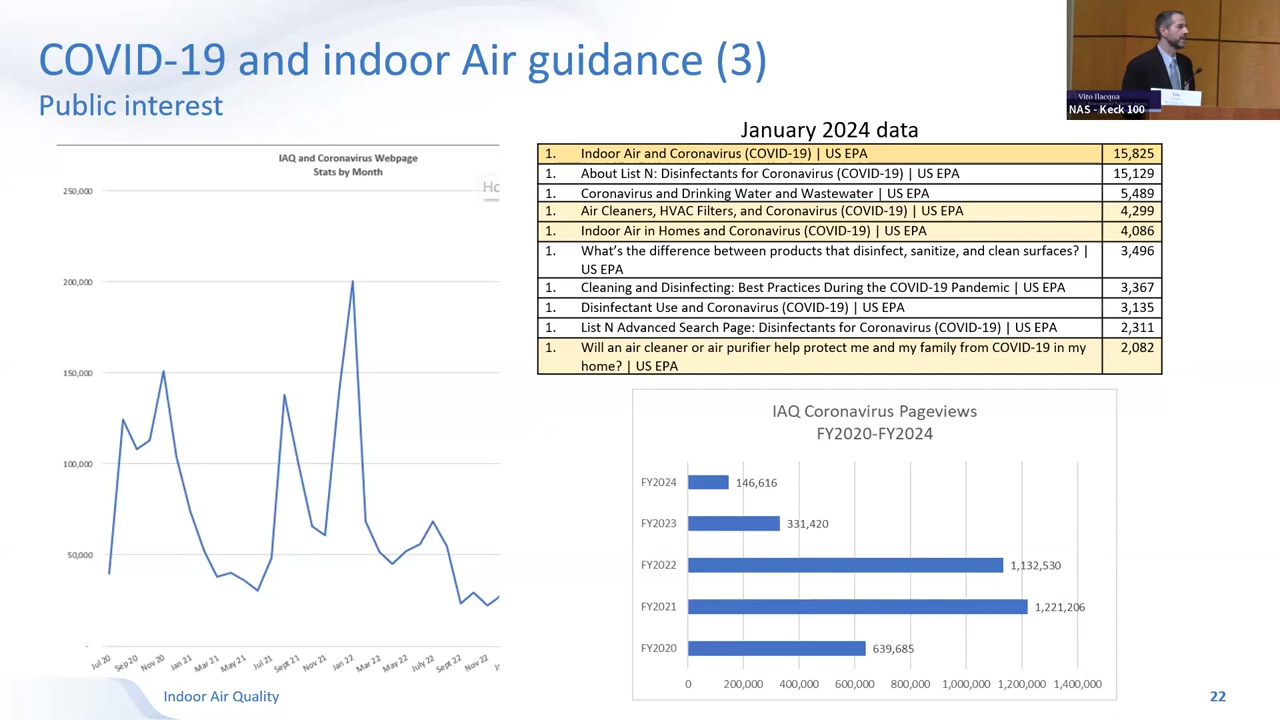 COVID-19 and indoor Air guidance (3)
Public interest
Vito Ilacqua
NAS - Keck 100
IAQ and Coronavirus Webpage
Stats by Month
Ho
250,000
200,000
150,000
100,000
50,000
-
Jul 20 Sep 20 Nov 20 Jan 21 Mar 21 May 21 Jul 21 Sept 21 Nov 21 Jan 22 Mar 22 May 22 July 22 Sept 22 Nov 22
January 2024 data
1. Indoor Air and Coronavirus (COVID-19) | US EPA 15,825
1. About List N: Disinfectants for Coronavirus (COVID-19) | US EPA 15,129
1. Coronavirus and Drinking Water and Wastewater | US EPA 5,489
1. Air Cleaners, HVAC Filters, and Coronavirus (COVID-19) | US EPA 4,299
1. Indoor Air in Homes and Coronavirus (COVID-19) | US EPA 4,086
1. What's the difference between products that disinfect, sanitize, and clean surfaces? | 3,496
US EPA
1. Cleaning and Disinfecting: Best Practices During the COVID-19 Pandemic | US EPA 3,367
1. Disinfectant Use and Coronavirus (COVID-19) | US EPA 3,135
1. List N Advanced Search Page: Disinfectants for Coronavirus (COVID-19) | US EPA 2,311
1. Will an air cleaner or air purifier help protect me and my family from COVID-19 in my 2,082
home? | US EPA
IAQ Coronavirus Pageviews
FY2020-FY2024
FY2024 146,616
FY2023 331,420
FY2022 1,132,530
FY2021 1,221,206
FY2020 639,685
0 200,000 400,000 600,000 800,000 1,000,000 1,200,000 1,400,000
Indoor Air Quality
22